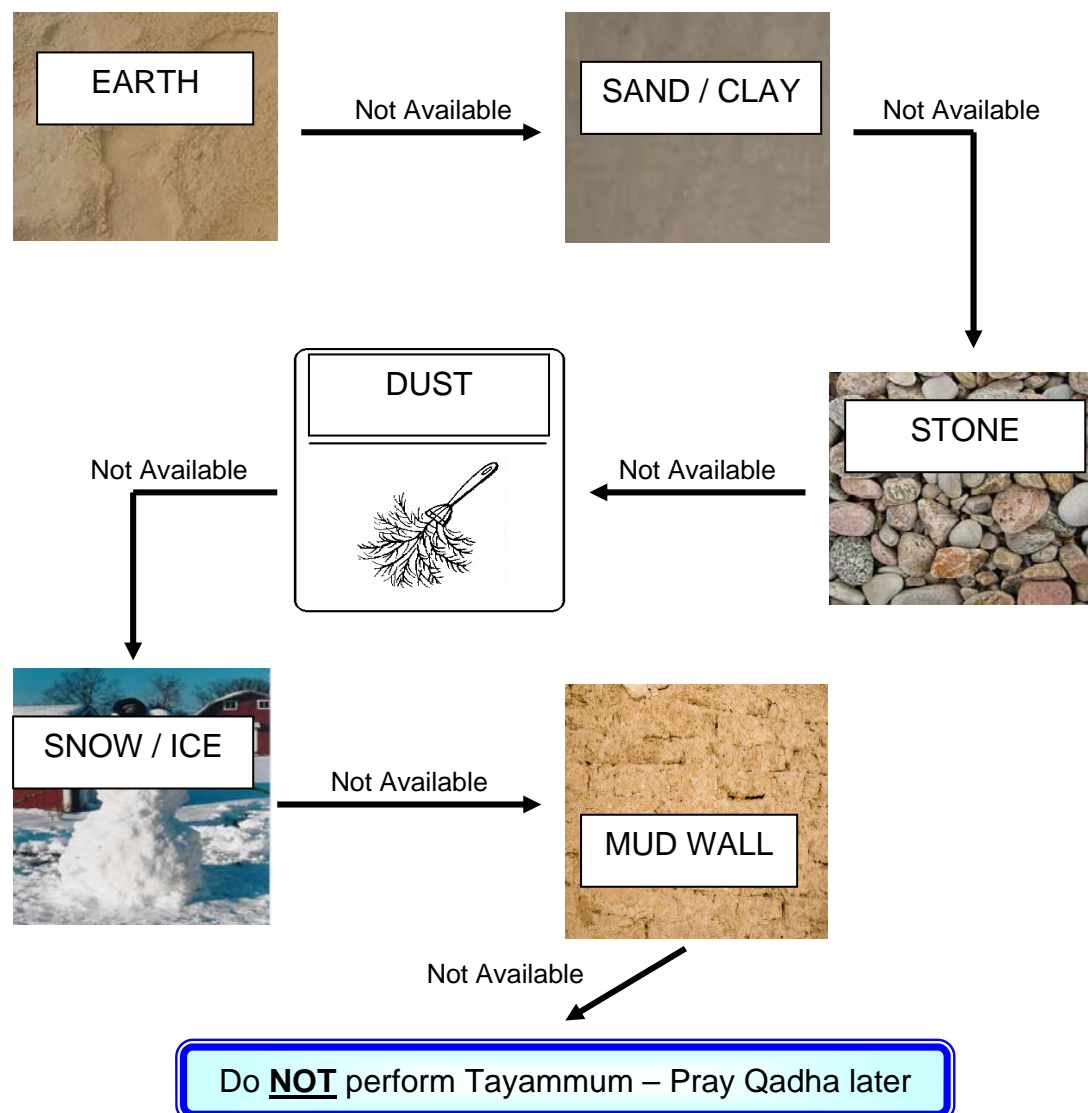 EARTH
Not Available
SAND / CLAY
Not Available
STONE
Not Available
DUST
Not Available
SNOW / ICE
Not Available
MUD WALL
Not Available
Do NOT perform Tayammum – Pray Qadha later